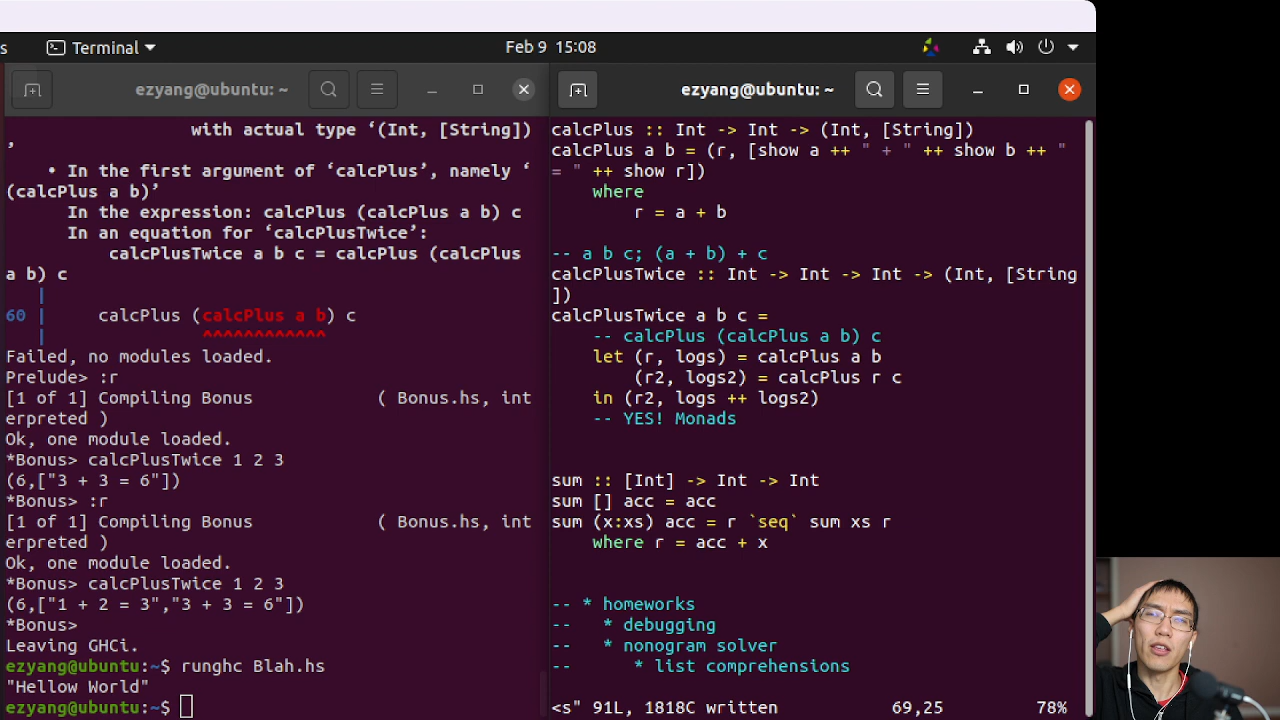 s Terminal Feb 9 15:08
ezyang@ubuntu: ~
with actual type ‘(Int, [String])
’
• In the first argument of ‘calcPlus’, namely ‘
(calcPlus a b)’
In the expression: calcPlus (calcPlus a b) c
In an equation for ‘calcPlusTwice’:
calcPlusTwice a b c = calcPlus (calcPlus
a b) c
|
60 | calcPlus (calcPlus a b) c
| ^^^^^^^^^^^^
Failed, no modules loaded.
Prelude> :r
[1 of 1] Compiling Bonus ( Bonus.hs, int
erpreted )
Ok, one module loaded.
*Bonus> calcPlusTwice 1 2 3
(6,["3 + 3 = 6"])
*Bonus> :r
[1 of 1] Compiling Bonus ( Bonus.hs, int
erpreted )
Ok, one module loaded.
*Bonus> calcPlusTwice 1 2 3
(6,["1 + 2 = 3","3 + 3 = 6"])
*Bonus>
Leaving GHCi.
ezyang@ubuntu:~$ runghc Blah.hs
"Hellow World"
ezyang@ubuntu:~$
ezyang@ubuntu: ~
calcPlus :: Int -> Int -> (Int, [String])
calcPlus a b = (r, [show a ++ " + " ++ show b ++ "
= " ++ show r])
where
r = a + b
-- a b c; (a + b) + c
calcPlusTwice :: Int -> Int -> Int -> (Int, [String
])
calcPlusTwice a b c =
-- calcPlus (calcPlus a b) c
let (r, logs) = calcPlus a b
(r2, logs2) = calcPlus r c
in (r2, logs ++ logs2)
-- YES! Monads
sum :: [Int] -> Int -> Int
sum [] acc = acc
sum (x:xs) acc = r `seq` sum xs r
where r = acc + x
-- * homeworks
-- * debugging
-- * nonogram solver
-- * list comprehensions
<s" 91L, 1818C written 69,25 78%